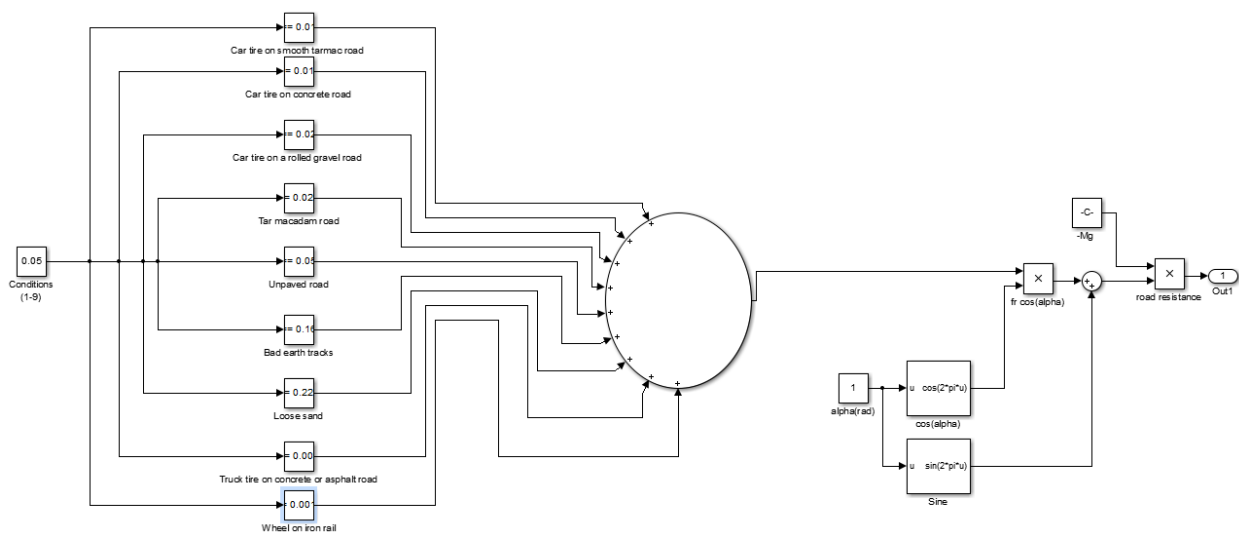 = 0.01
Car tire on smooth tarmac road
= 0.01
Car tire on concrete road
= 0.02
Car tire on a rolled gravel road
= 0.02
Tar macadam road
0.05
Conditions
(1-9)
= 0.05
Unpaved road
= 0.16
Bad earth tracks
= 0.22
Loose sand
= 0.00
Truck tire on concrete or asphalt road
= 0.001
Wheel on iron rail
+
+
+
+
+
+
+
+
+
-C-
-Mg
×
fr cos(alpha)
+
+
×
road resistance
1
Out1
1
alpha(rad)
u cos(2*pi*u)
cos(alpha)
u sin(2*pi*u)
Sine